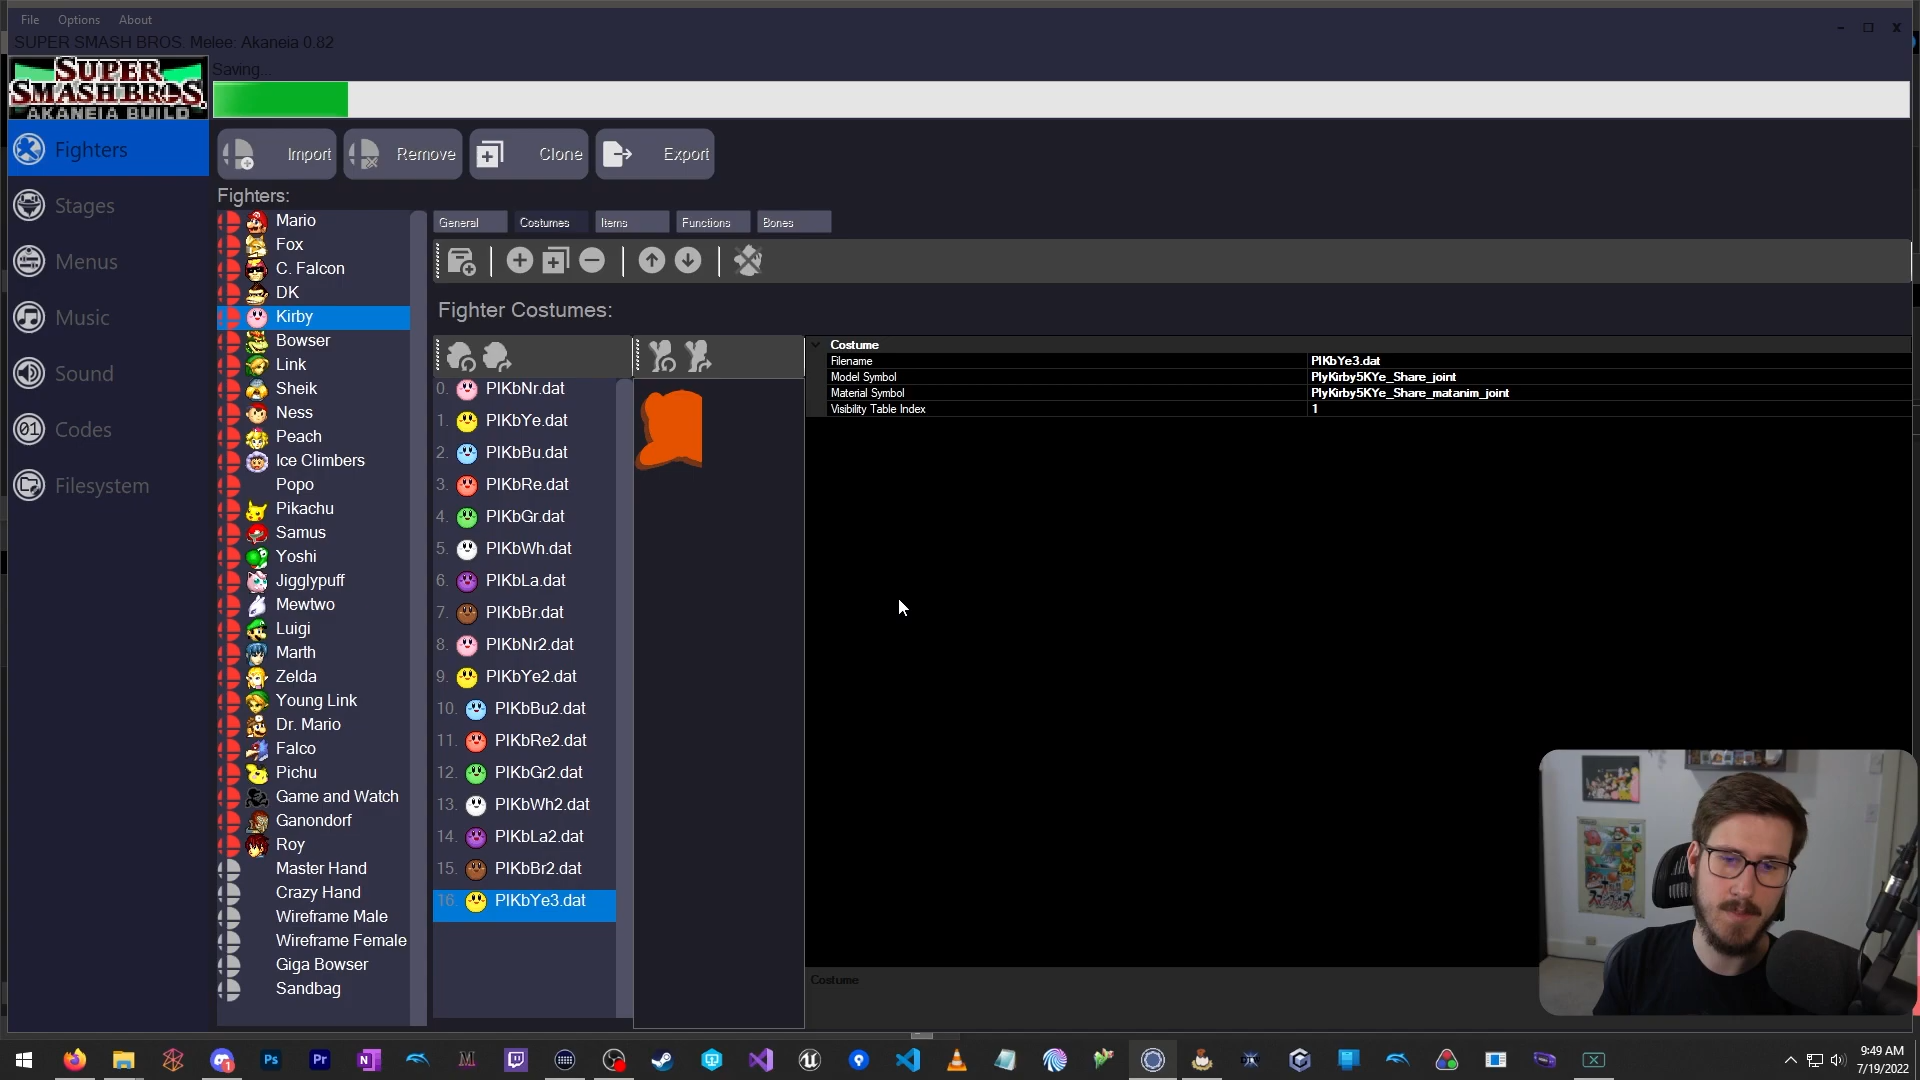 File Options About
SUPER SMASH BROS. Melee: Akaneia 0.82
SUPER
SMASH BROS.
AKANEIA BUILD
Saving...
Fighters
Stages
Menus
Music
Sound
Codes
Filesystem
Import Remove Clone Export
Fighters:
Mario
Fox
C. Falcon
DK
Kirby
Bowser
Link
Sheik
Ness
Peach
Ice Climbers
Popo
Pikachu
Samus
Yoshi
Jigglypuff
Mewtwo
Luigi
Marth
Zelda
Young Link
Dr. Mario
Falco
Pichu
Game and Watch
Ganondorf
Roy
Master Hand
Crazy Hand
Wireframe Male
Wireframe Female
Giga Bowser
Sandbag
General Costumes Items Functions Bones
Fighter Costumes:
0. PlKbNr.dat
1. PlKbYe.dat
2. PlKbBu.dat
3. PlKbRe.dat
4. PlKbGr.dat
5. PlKbWh.dat
6. PlKbLa.dat
7. PlKbBr.dat
8. PlKbNr2.dat
9. PlKbYe2.dat
10. PlKbBu2.dat
11. PlKbRe2.dat
12. PlKbGr2.dat
13. PlKbWh2.dat
14. PlKbLa2.dat
15. PlKbBr2.dat
16. PlKbYe3.dat
Costume
Filename PlKbYe3.dat
Model Symbol PlyKirby5KYe_Share_joint
Material Symbol PlyKirby5KYe_Share_matanim_joint
Visibility Table Index 1
Costume
9:49 AM
7/19/2022